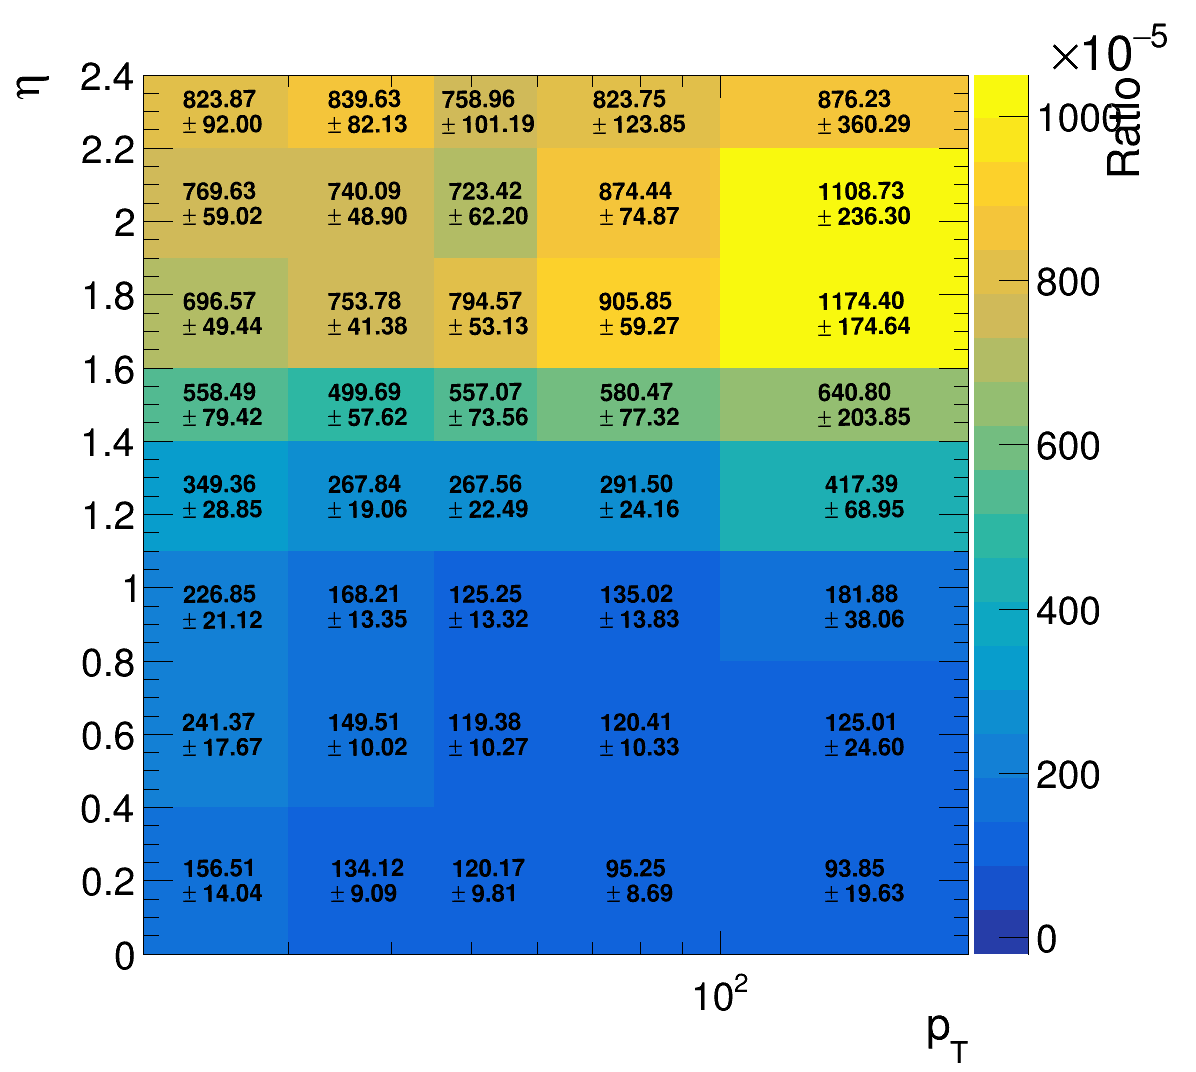 ×10⁻⁵
η
Ratio
2.4
823.87 839.63 758.96 823.75 876.23
± 92.00 ± 82.13 ± 101.19 ± 123.85 ± 360.29
1000
2.2
769.63 740.09 723.42 874.44 1108.73
± 59.02 ± 48.90 ± 62.20 ± 74.87 ± 236.30
2
800
1.8
696.57 753.78 794.57 905.85 1174.40
± 49.44 ± 41.38 ± 53.13 ± 59.27 ± 174.64
1.6
558.49 499.69 557.07 580.47 640.80
± 79.42 ± 57.62 ± 73.56 ± 77.32 ± 203.85
1.4
600
349.36 267.84 267.56 291.50 417.39
± 28.85 ± 19.06 ± 22.49 ± 24.16 ± 68.95
1.2
1
226.85 168.21 125.25 135.02 181.88
± 21.12 ± 13.35 ± 13.32 ± 13.83 ± 38.06
400
0.8
241.37 149.51 119.38 120.41 125.01
± 17.67 ± 10.02 ± 10.27 ± 10.33 ± 24.60
0.6
200
0.4
156.51 134.12 120.17 95.25 93.85
± 14.04 ± 9.09 ± 9.81 ± 8.69 ± 19.63
0.2
0
0
10²
p_T